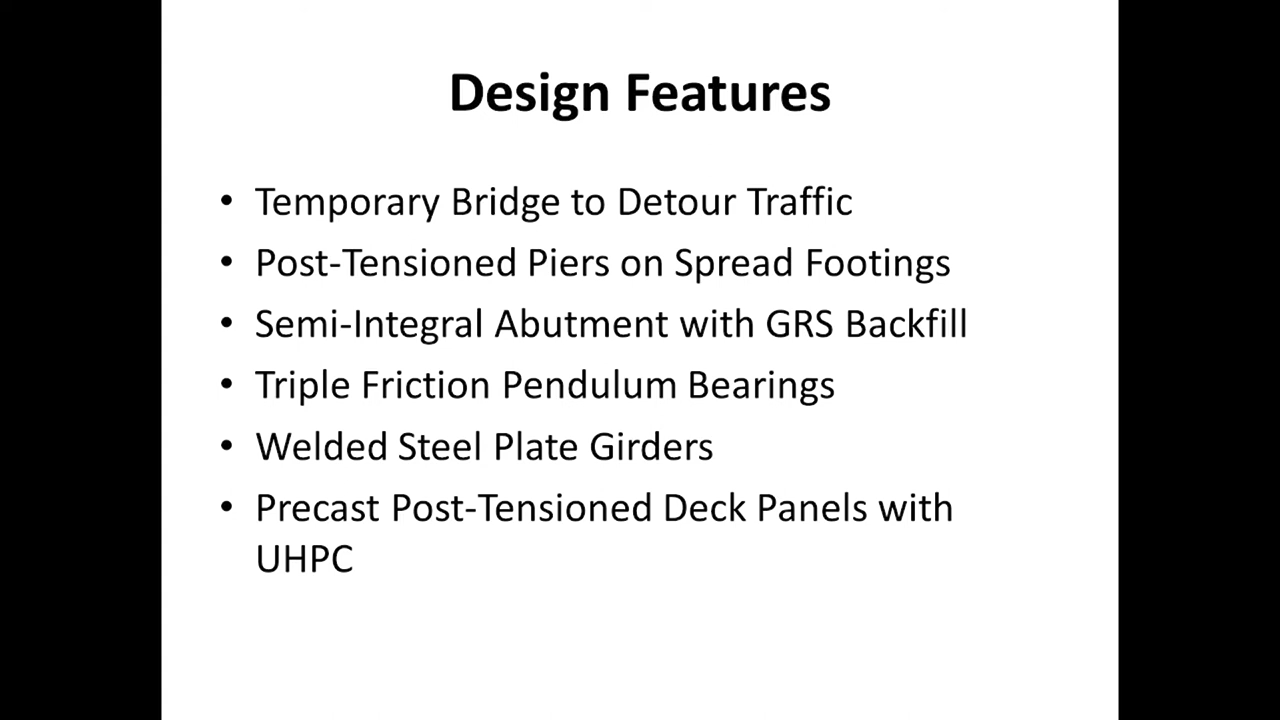 Design Features
• Temporary Bridge to Detour Traffic
• Post-Tensioned Piers on Spread Footings
• Semi-Integral Abutment with GRS Backfill
• Triple Friction Pendulum Bearings
• Welded Steel Plate Girders
• Precast Post-Tensioned Deck Panels with
UHPC